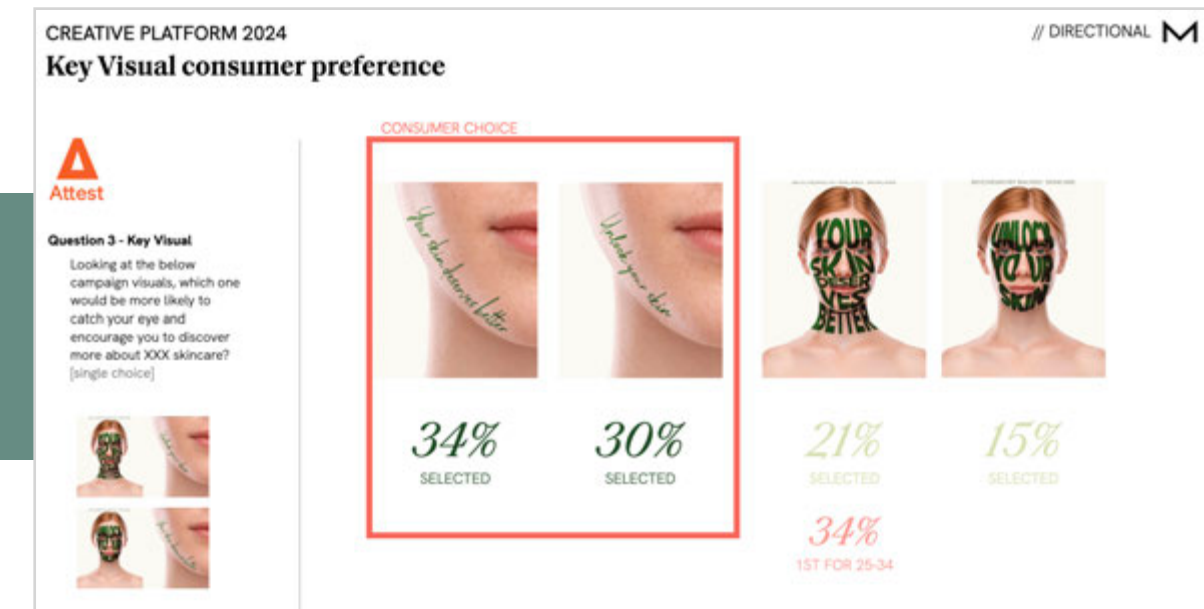 CREATIVE PLATFORM 2024
// DIRECTIONAL
Key Visual consumer preference
Attest
Question 3 - Key Visual
Looking at the below
campaign visuals, which one
would be more likely to
catch your eye and
encourage you to discover
more about XXX skincare?
[single choice]
CONSUMER CHOICE
Your skin deserves better
Unlock your skin
YOUR
SKIN
DESER
VES
BETTER
UNLOCK
YOUR
SKIN
34%
SELECTED
30%
SELECTED
21%
SELECTED
15%
SELECTED
34%
1ST FOR 25-34